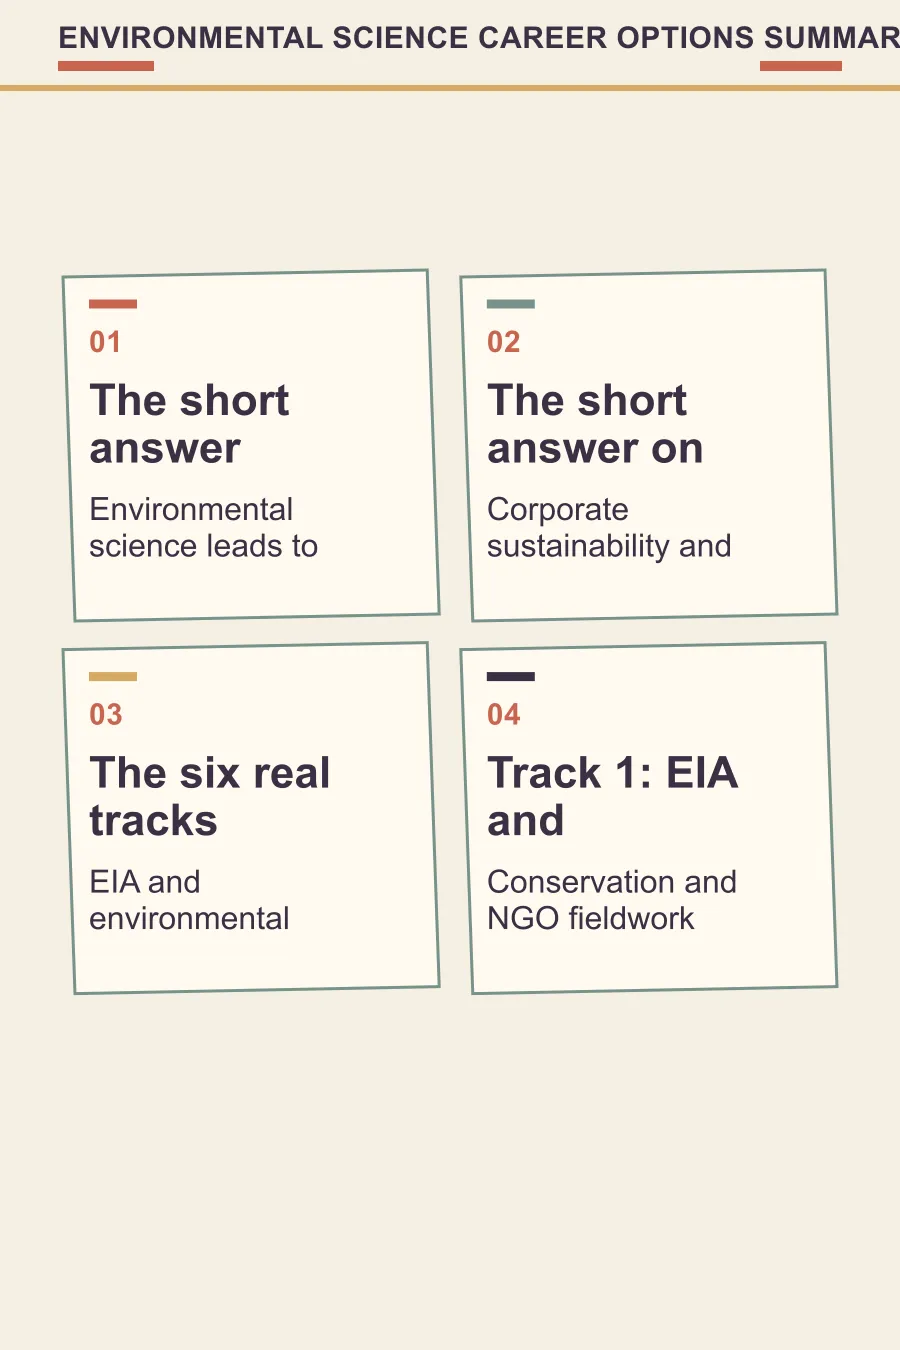 ENVIRONMENTAL SCIENCE CAREER OPTIONS SUMMAR
01
The short
answer
Environmental
science leads to
02
The short
answer on
Corporate
sustainability and
03
The six real
tracks
EIA and
environmental
04
Track 1: EIA
and
Conservation and
NGO fieldwork